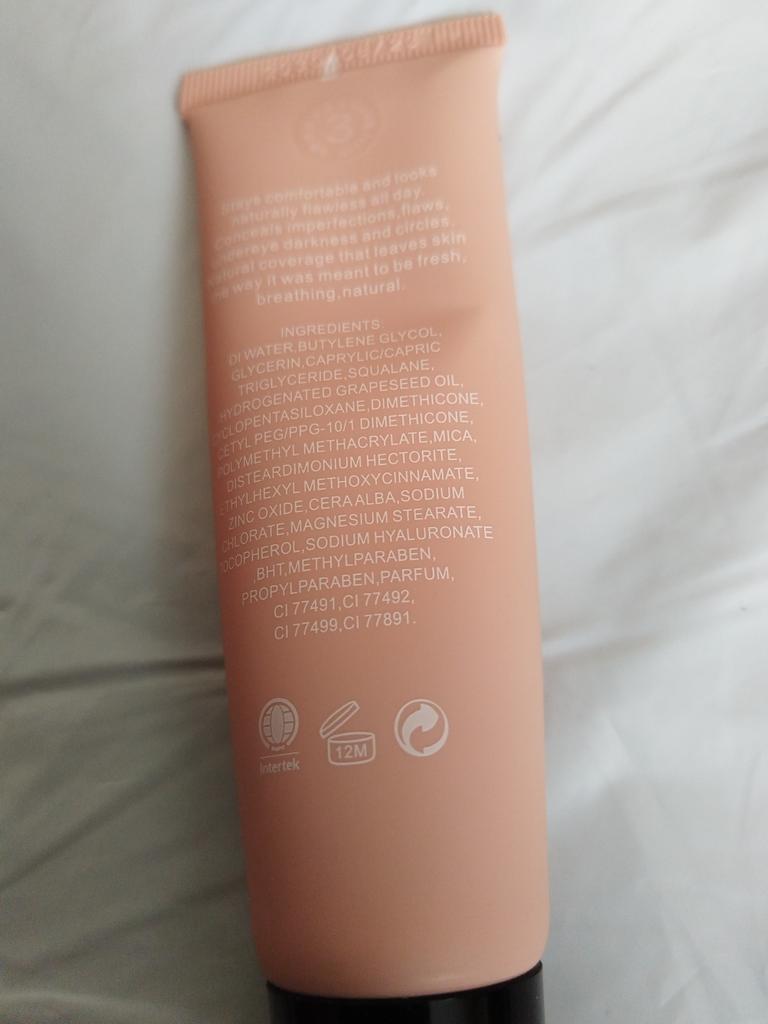 Stays comfortable and looks
naturally flawless all day.
Conceals imperfections,flaws,
undereye darkness and circles.
Natural coverage that leaves skin
the way it was meant to be fresh,
breathing,natural.
INGREDIENTS:
DI WATER,BUTYLENE GLYCOL,
GLYCERIN,CAPRYLIC/CAPRIC
TRIGLYCERIDE,SQUALANE,
HYDROGENATED GRAPESEED OIL,
CYCLOPENTASILOXANE,DIMETHICONE,
CETYL PEG/PPG-10/1 DIMETHICONE,
POLYMETHYL METHACRYLATE,MICA,
DISTEARDIMONIUM HECTORITE,
ETHYLHEXYL METHOXYCINNAMATE,
ZINC OXIDE,CERA ALBA,SODIUM
CHLORATE,MAGNESIUM STEARATE,
TOCOPHEROL,SODIUM HYALURONATE
,BHT,METHYLPARABEN,
PROPYLPARABEN,PARFUM,
CI 77491,CI 77492,
CI 77499,CI 77891.
Intertek
12M